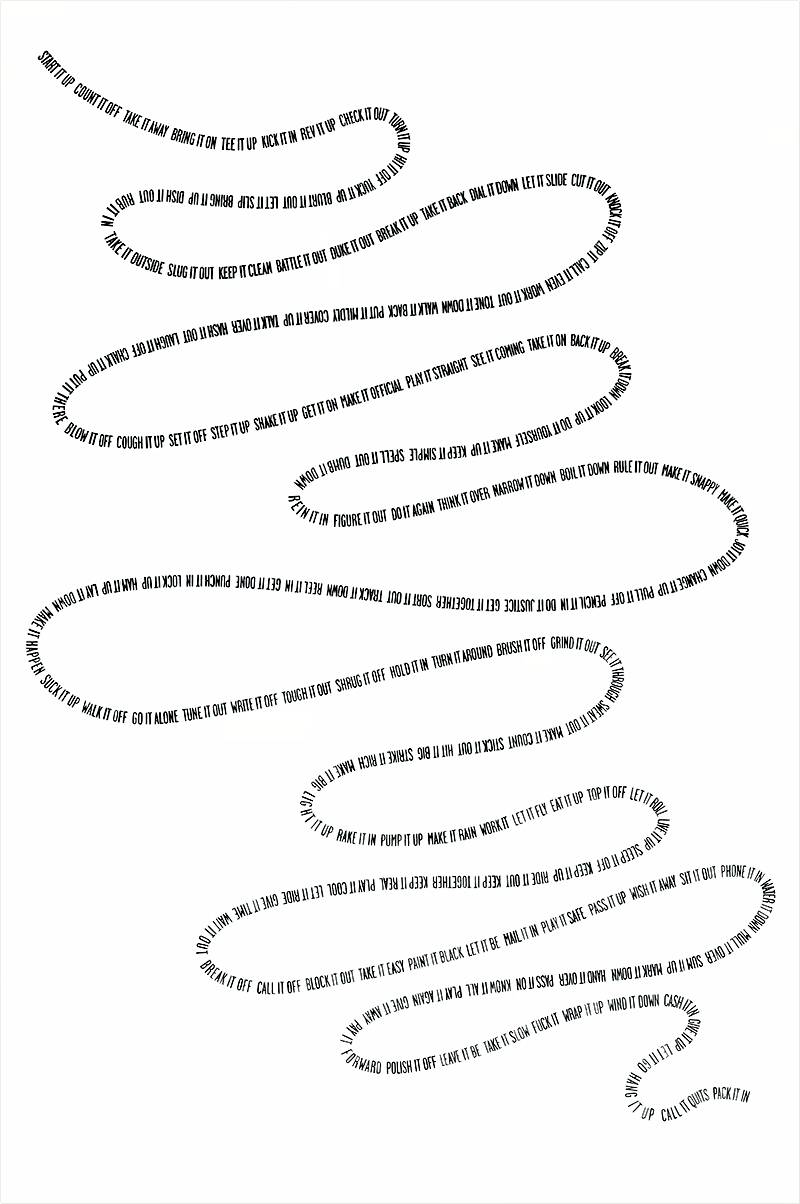 START IT UP COUNT IT OFF TAKE IT AWAY BRING IT ON TEE IT UP KICK IT IN REV IT UP CHECK IT OUT TURN IT UP HIT IT OFF YUCK IT UP BLURT IT OUT LET IT SLIP BRING IT UP DISH IT OUT RUB IT IN TAKE IT OUTSIDE SLUG IT OUT KEEP IT CLEAN BATTLE IT OUT DUKE IT OUT BREAK IT UP TAKE IT BACK DIAL IT DOWN LET IT SLIDE CUT IT OUT KNOCK IT OFF ZIP IT CALL IT EVEN WORK IT OUT TONE IT DOWN WALK IT BACK PUT IT MILDLY COVER IT UP TALK IT OVER HASH IT OUT LAUGH IT OFF CHALK IT UP PUT IT THERE BLOW IT OFF COUGH IT UP SET IT OFF STEP IT UP SHAKE IT UP GET IT ON MAKE IT OFFICIAL PLAY IT STRAIGHT SEE IT COMING TAKE IT ON BACK IT UP BREAK IT DOWN LOOK IT UP DO IT YOURSELF MAKE IT UP KEEP IT SIMPLE SPELL IT OUT DUMB IT DOWN REIN IT IN FIGURE IT OUT DO IT AGAIN THINK IT OVER NARROW IT DOWN BOIL IT DOWN RULE IT OUT MAKE IT SNAPPY MAKE IT QUICK JOT IT DOWN CHANGE IT UP PULL IT OFF PENCIL IT IN DO IT JUSTICE GET IT TOGETHER SORT IT OUT TRACK IT DOWN REEL IT IN GET IT DONE PUNCH IT IN LOCK IT UP HAM IT UP LAY IT DOWN MAKE IT HAPPEN SUCK IT UP WALK IT OFF GO IT ALONE TUNE IT OUT WRITE IT OFF TOUGH IT OUT SHRUG IT OFF HOLD IT IN TURN IT AROUND BRUSH IT OFF GRIND IT OUT SEE IT THROUGH SWEAT IT OUT MAKE IT COUNT STICK IT OUT HIT IT BIG STRIKE IT RICH MAKE IT BIG LIGHT IT UP RAKE IT IN PUMP IT UP MAKE IT RAIN WORK IT LET IT FLY EAT IT UP TOP IT OFF LET IT ROLL LIVE IT UP SLEEP IT OFF KEEP IT UP RIDE IT OUT KEEP IT TOGETHER KEEP IT REAL PLAY IT COOL LET IT RIDE GIVE IT TIME WAIT IT OUT BREAK IT OFF CALL IT OFF BLOCK IT OUT TAKE IT EASY PAINT IT BLACK LET IT BE MAIL IT IN PLAY IT SAFE PASS IT UP WISH IT AWAY SIT IT OUT PHONE IT IN WATER IT DOWN MULL IT OVER SUM IT UP MARK IT DOWN HAND IT OVER PASS IT ON KNOW IT ALL PLAY IT AGAIN GIVE IT AWAY PAY IT FORWARD POLISH IT OFF LEAVE IT BE TAKE IT SLOW FUCK IT WRAP IT UP WIND IT DOWN CASH IT IN GIVE IT UP LET IT GO HANG IT UP CALL IT QUITS PACK IT IN